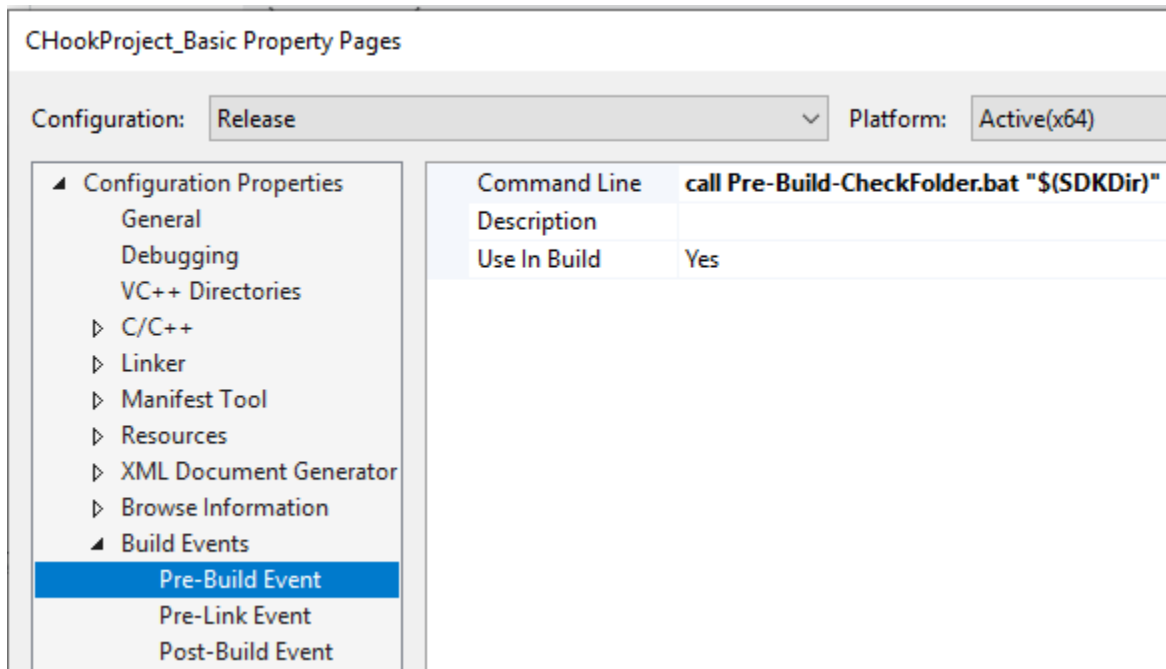 CHookProject_Basic Property Pages
Configuration: Release Platform: Active(x64)
Configuration Properties
General
Debugging
VC++ Directories
C/C++
Linker
Manifest Tool
Resources
XML Document Generator
Browse Information
Build Events
Pre-Build Event
Pre-Link Event
Post-Build Event
Command Line call Pre-Build-CheckFolder.bat "$(SDKDir)"
Description
Use In Build Yes